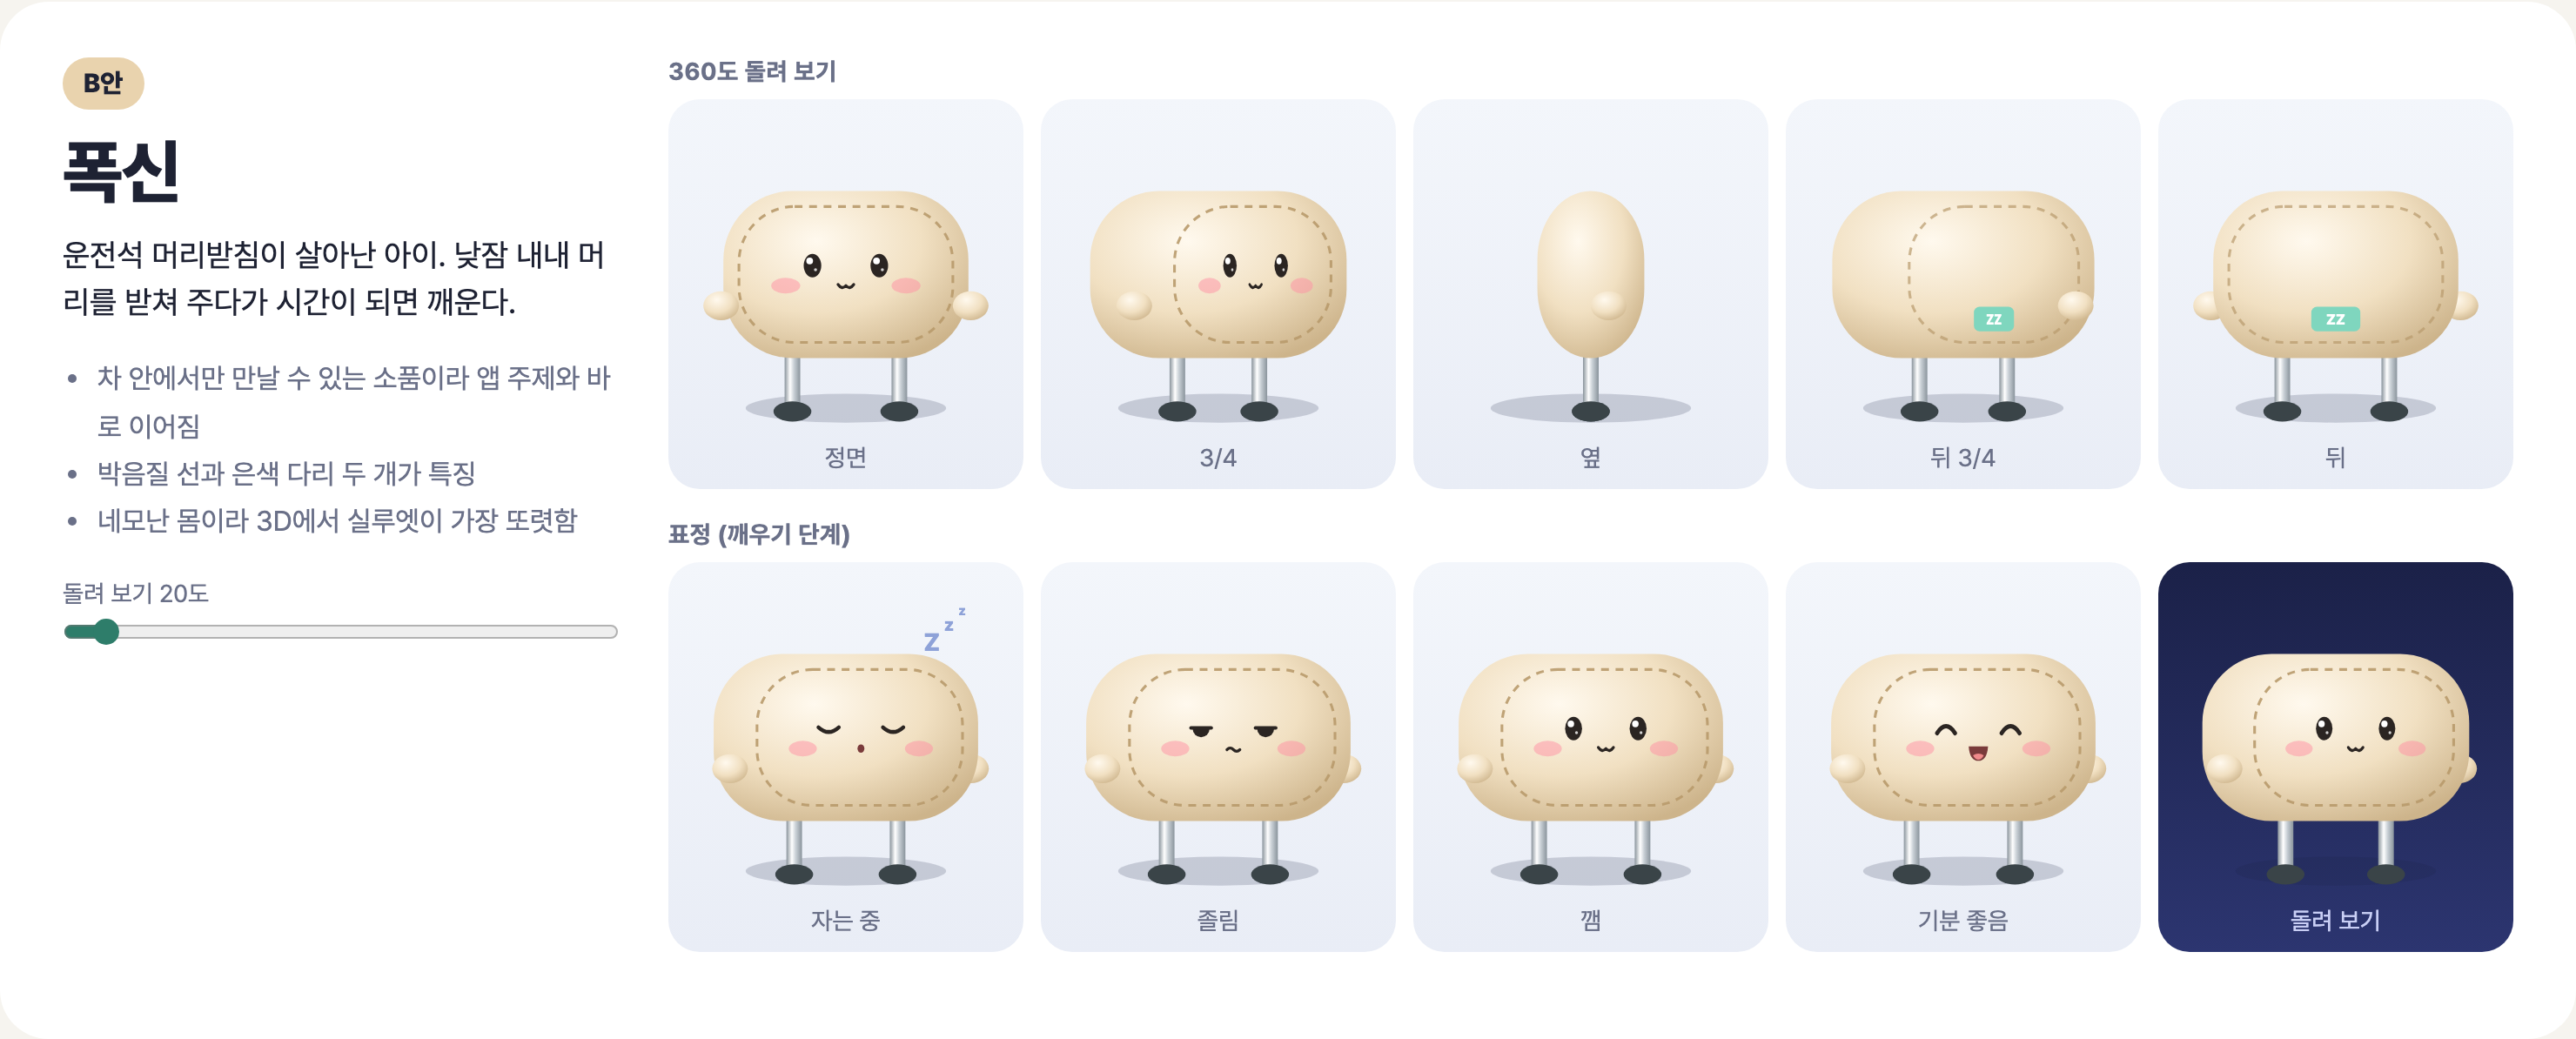 B안
폭신
운전석 머리받침이 살아난 아이. 낮잠 내내 머
리를 받쳐 주다가 시간이 되면 깨운다.
• 차 안에서만 만날 수 있는 소품이라 앱 주제와 바
로 이어짐
• 박음질 선과 은색 다리 두 개가 특징
• 네모난 몸이라 3D에서 실루엣이 가장 또렷함
돌려 보기 20도
360도 돌려 보기
정면
3/4
옆
zz
뒤 3/4
zz
뒤
표정 (깨우기 단계)
z z z
자는 중
졸림
깸
기분 좋음
돌려 보기